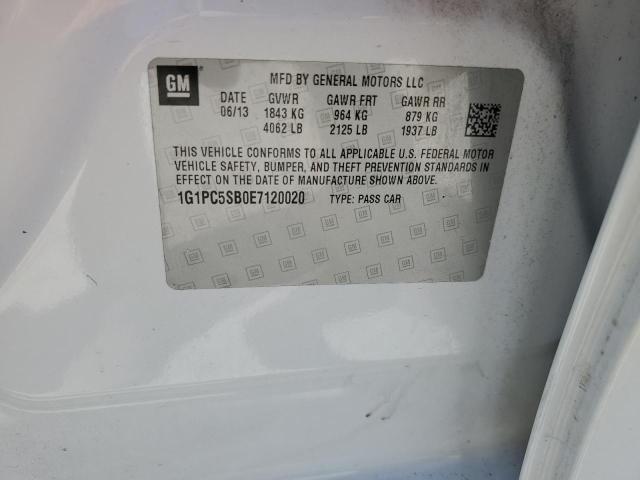 GM
MFD BY GENERAL MOTORS LLC
DATE GVWR GAWR FRT GAWR RR
06/13 1843 KG 964 KG 879 KG
4062 LB 2125 LB 1937 LB
THIS VEHICLE CONFORMS TO ALL APPLICABLE U.S. FEDERAL MOTOR
VEHICLE SAFETY, BUMPER, AND THEFT PREVENTION STANDARDS IN
EFFECT ON THE DATE OF MANUFACTURE SHOWN ABOVE.
1G1PC5SB0E7120020 TYPE: PASS CAR